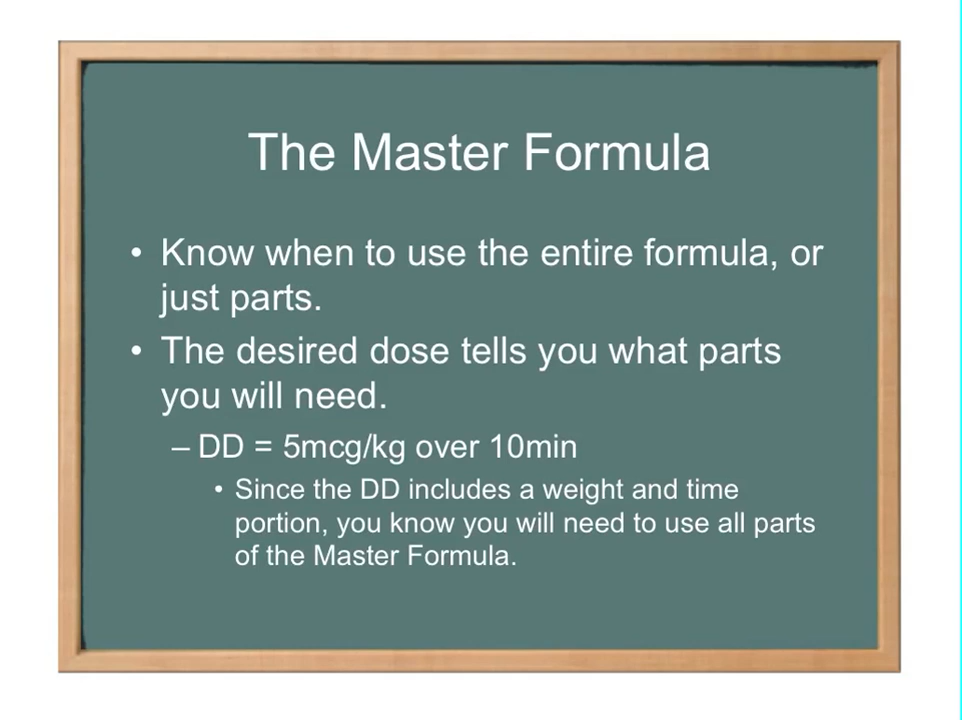 The Master Formula
• Know when to use the entire formula, or
just parts.
• The desired dose tells you what parts
you will need.
– DD = 5mcg/kg over 10min
• Since the DD includes a weight and time
portion, you know you will need to use all parts
of the Master Formula.